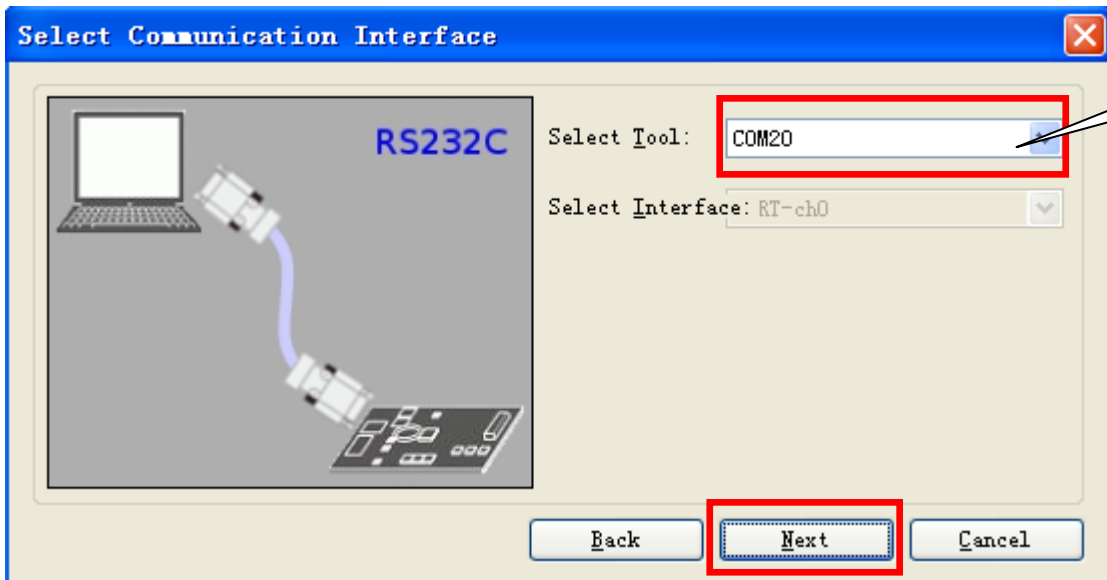 Select Communication Interface
RS232C
Select Tool: COM20
Select Interface: RT-ch0
Back Next Cancel